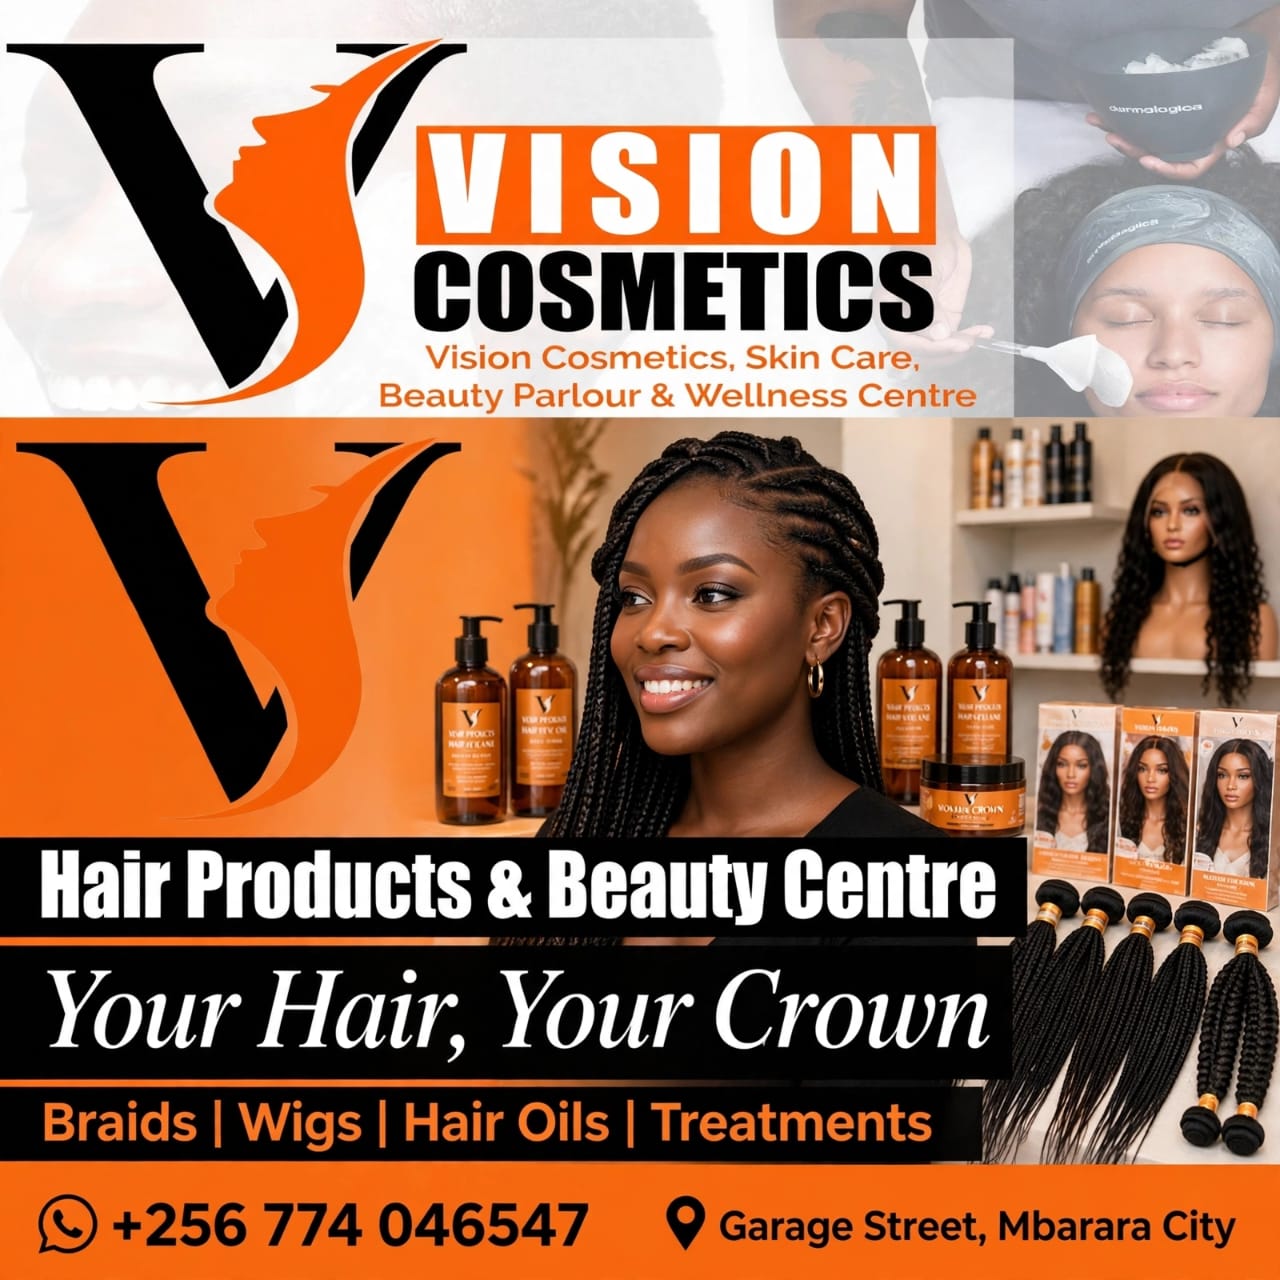 dermalogica
VISION
COSMETICS
Vision Cosmetics, Skin Care,
Beauty Parlour & Wellness Centre
Hair Products & Beauty Centre
Your Hair, Your Crown
Braids | Wigs | Hair Oils | Treatments
+256 774 046547
Garage Street, Mbarara City